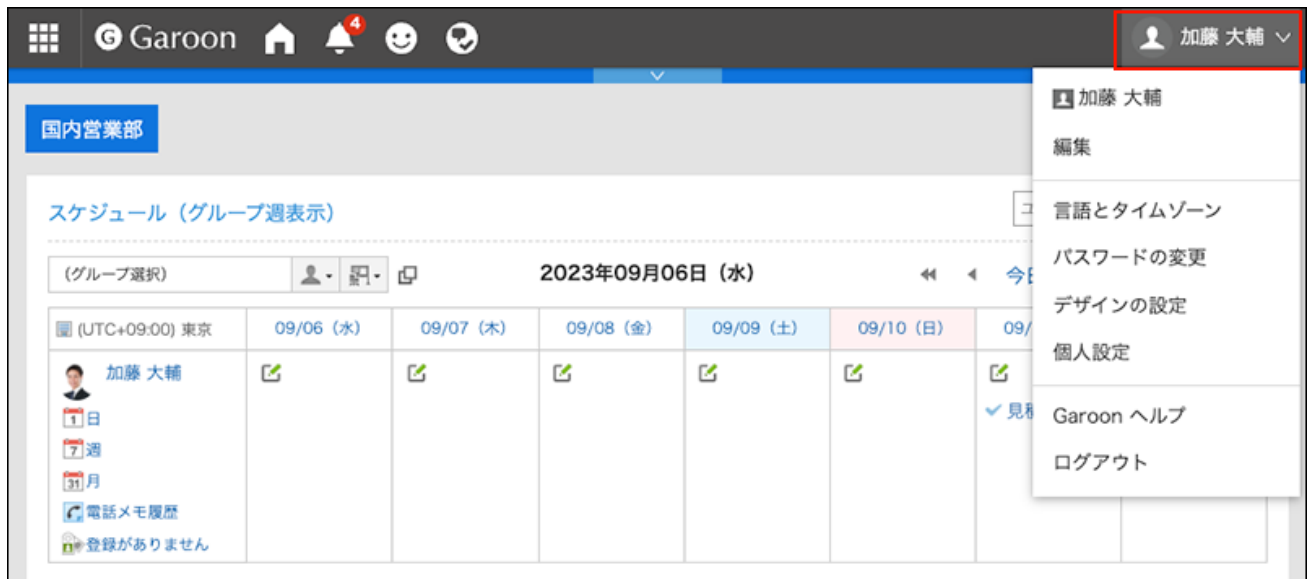 G Garoon
4
加藤 大輔
国内営業部
加藤 大輔
編集
言語とタイムゾーン
パスワードの変更
デザインの設定
個人設定
Garoon ヘルプ
ログアウト
スケジュール（グループ週表示）
(グループ選択)
2023年09月06日（水）
今
(UTC+09:00) 東京
09/06（水）
09/07（木）
09/08（金）
09/09（土）
09/10（日）
09/
加藤 大輔
1 日
7 週
31 月
電話メモ履歴
登録がありません
見